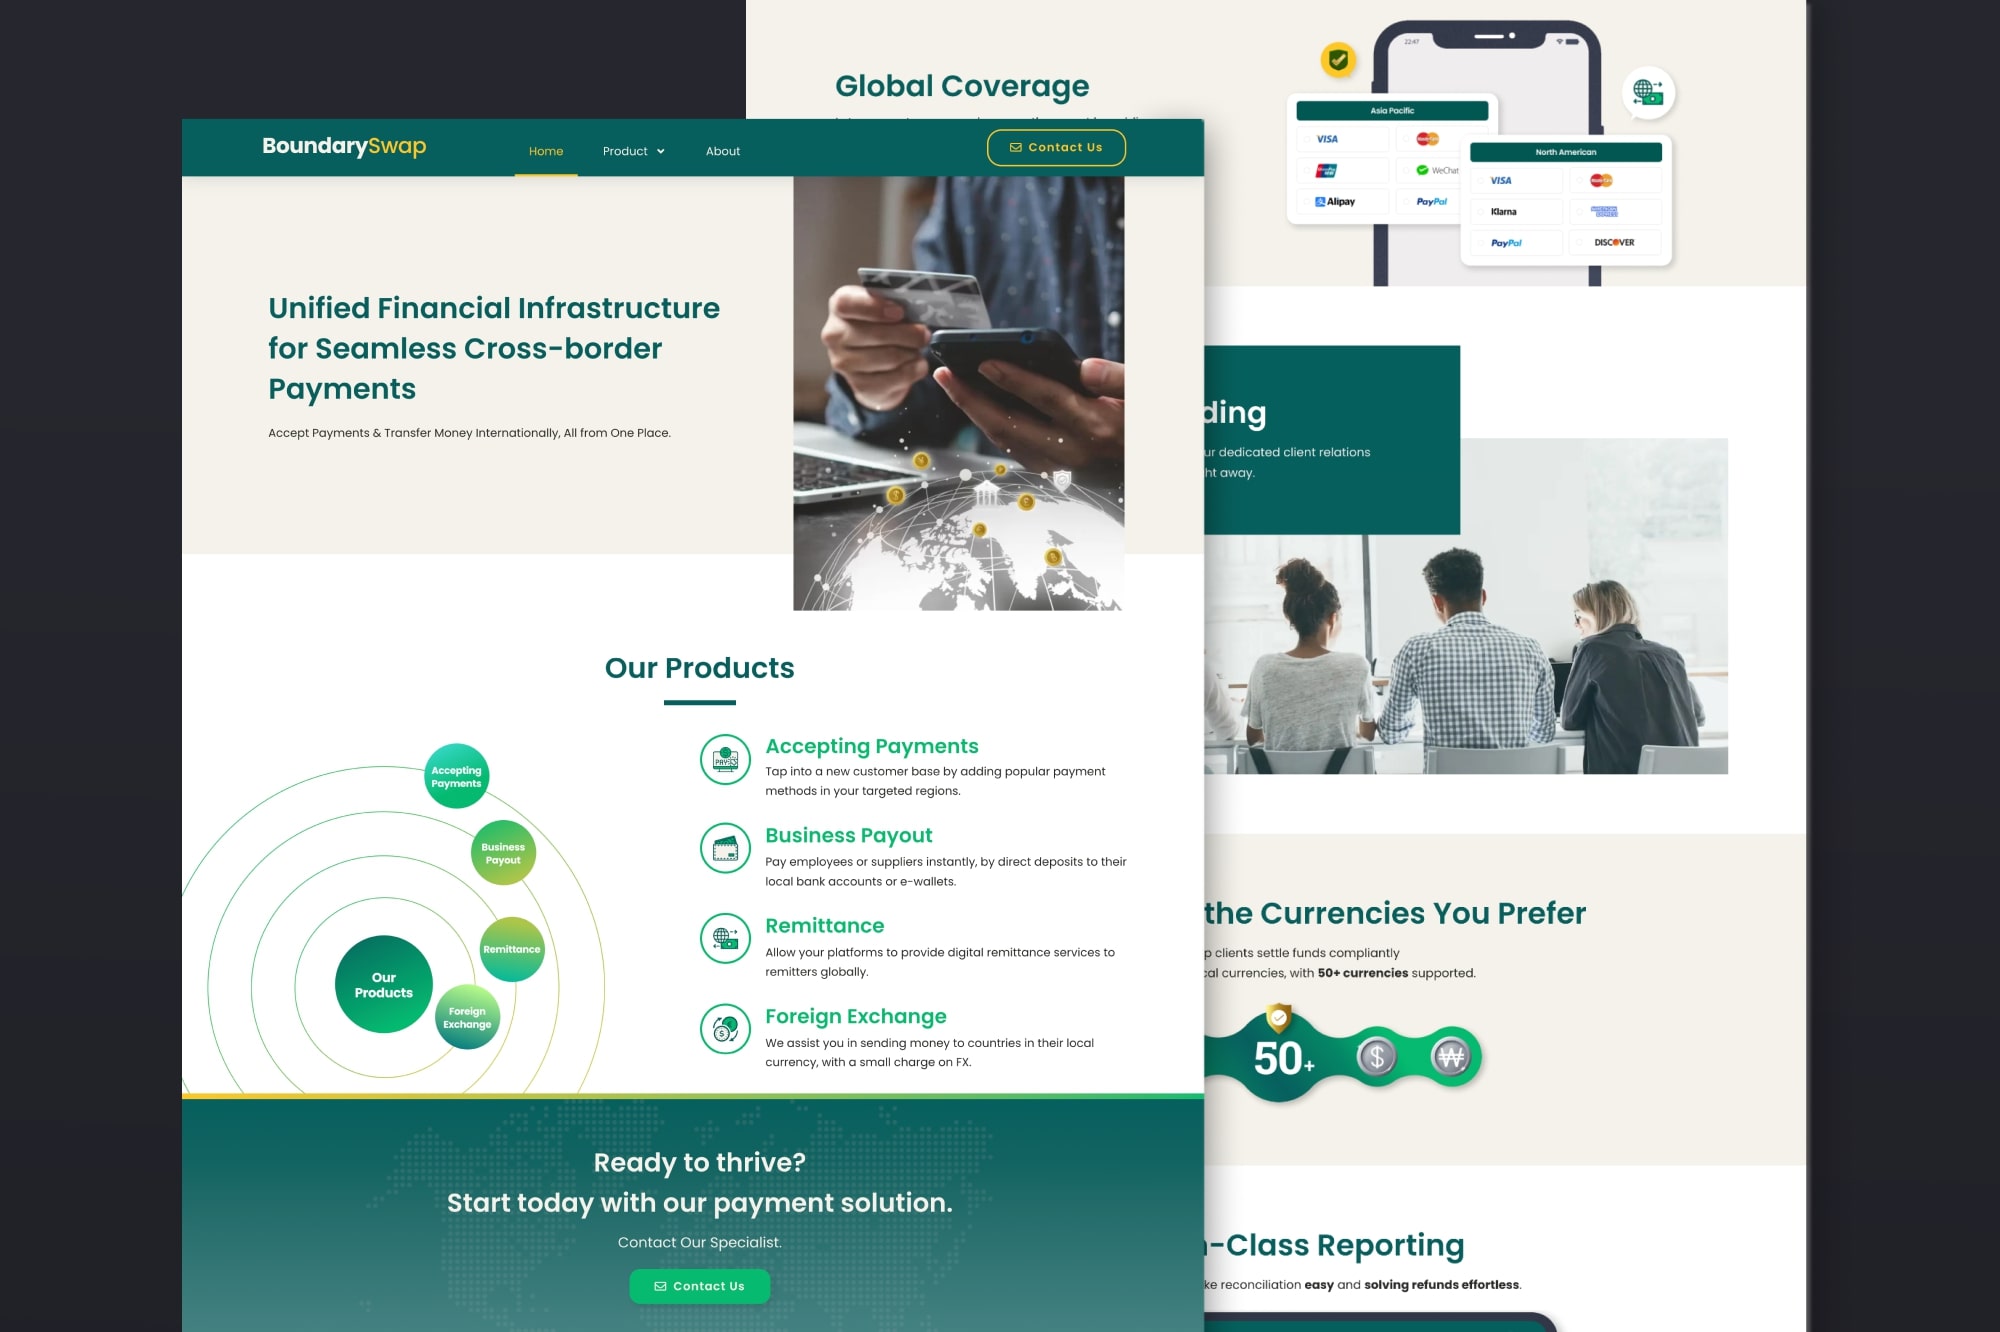 BoundarySwap
Home
Product
About
Contact Us
Unified Financial Infrastructure
for Seamless Cross-border
Payments
Accept Payments & Transfer Money Internationally, All from One Place.
Our Products
Accepting
Payments
Business
Payout
Remittance
Foreign
Exchange
Our
Products
Accepting Payments
Tap into a new customer base by adding popular payment
methods in your targeted regions.
Business Payout
Pay employees or suppliers instantly, by direct deposits to their
local bank accounts or e-wallets.
Remittance
Allow your platforms to provide digital remittance services to
remitters globally.
Foreign Exchange
We assist you in sending money to countries in their local
currency, with a small charge on FX.
Ready to thrive?
Start today with our payment solution.
Contact Our Specialist.
Contact Us
Global Coverage
22:47
Asia Pacific
VISA
WeChat
Alipay
PayPal
North American
VISA
Klarna
AMERICAN
EXPRESS
PayPal
DISCOVER
ding
ur dedicated client relations
ht away.
the Currencies You Prefer
p clients settle funds compliantly
cal currencies, with 50+ currencies supported.
50+
$
₩
-Class Reporting
ke reconciliation easy and solving refunds effortless.